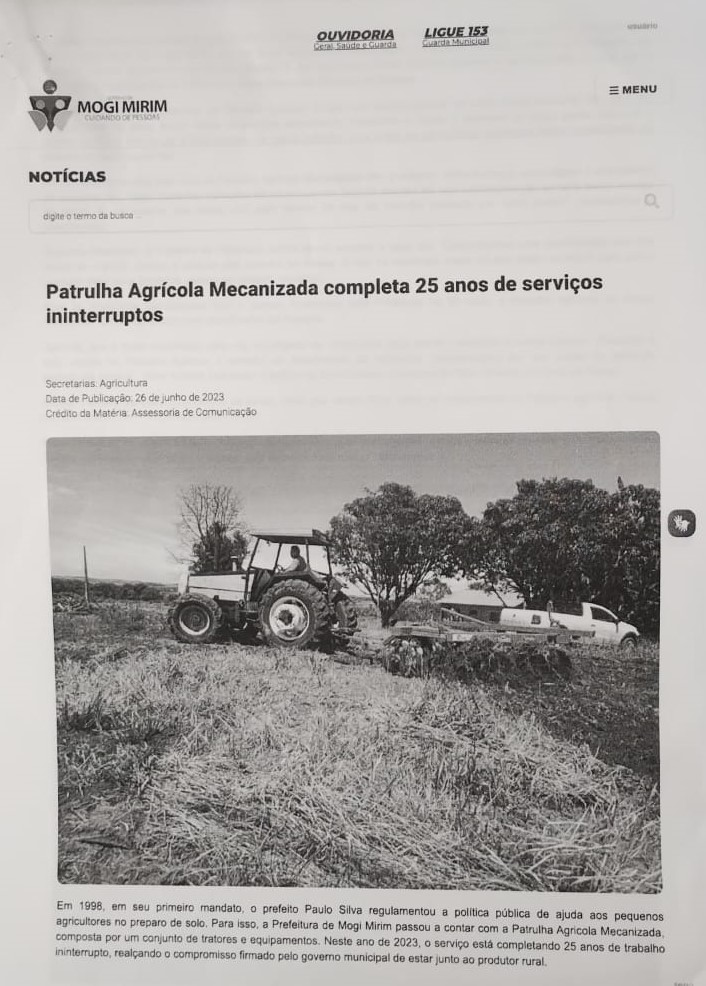 OUVIDORIA
Geral, Saúde e Guarda
LIGUE 153
Guarda Municipal
usuário
MOGI MIRIM
CUIDANDO DE PESSOAS
☰ MENU
NOTÍCIAS
digite o termo da busca
Patrulha Agrícola Mecanizada completa 25 anos de serviços
ininterruptos
Secretarias: Agricultura
Data de Publicação: 26 de junho de 2023
Crédito da Matéria: Assessoria de Comunicação
Em 1998, em seu primeiro mandato, o prefeito Paulo Silva regulamentou a política pública de ajuda aos pequenos
agricultores no preparo de solo. Para isso, a Prefeitura de Mogi Mirim passou a contar com a Patrulha Agrícola Mecanizada,
composta por um conjunto de tratores e equipamentos. Neste ano de 2023, o serviço está completando 25 anos de trabalho
ininterrupto, realçando o compromisso firmado pelo governo municipal de estar junto ao produtor rural.